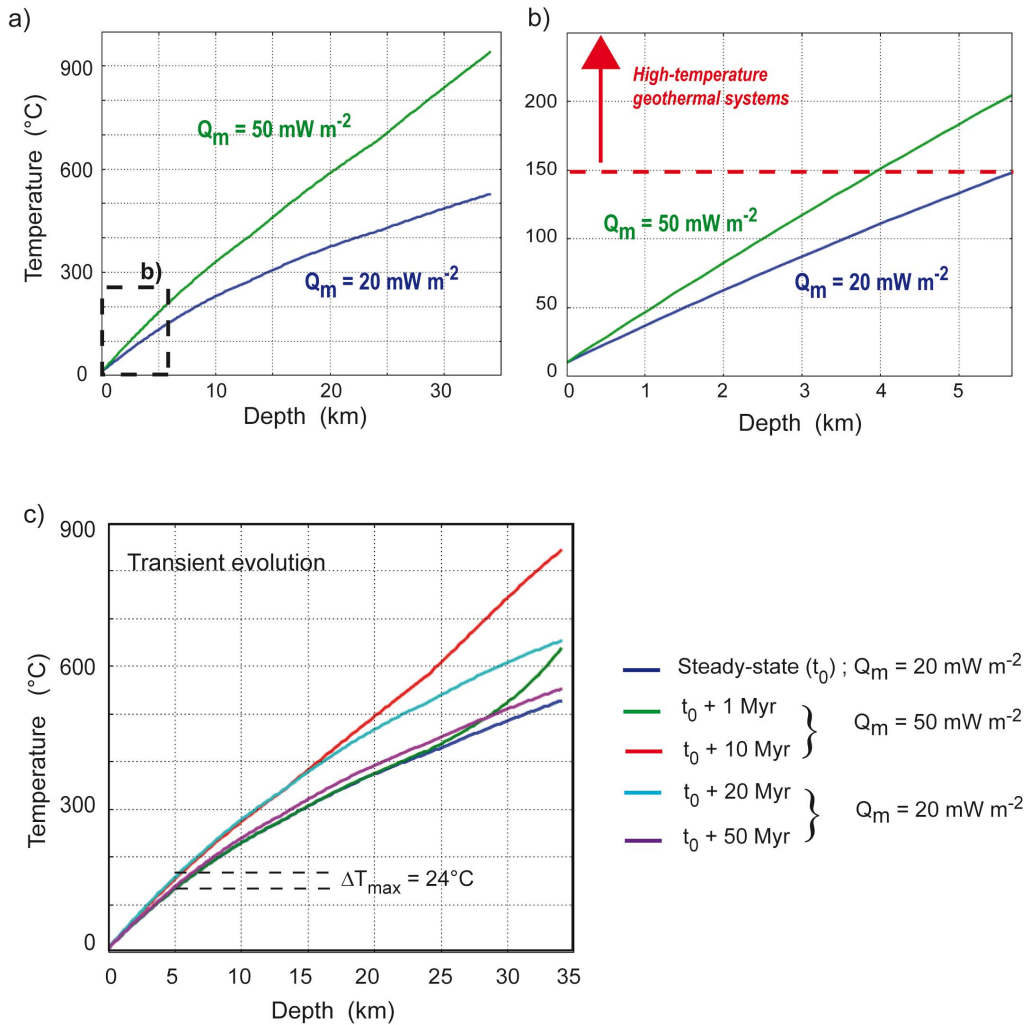 a)
900
600
300
0
Temperature (°C)
Qm = 50 mW m-2
Qm = 20 mW m-2
b)
0
10
20
30
Depth (km)
b)
200
150
100
50
0
High-temperature
geothermal systems
Qm = 50 mW m-2
Qm = 20 mW m-2
0
1
2
3
4
5
Depth (km)
c)
900
600
300
0
Temperature (°C)
Transient evolution
ΔTmax = 24°C
0
5
10
15
20
25
30
35
Depth (km)
Steady-state (t0) ; Qm = 20 mW m-2
t0 + 1 Myr
t0 + 10 Myr
} Qm = 50 mW m-2
t0 + 20 Myr
t0 + 50 Myr
} Qm = 20 mW m-2